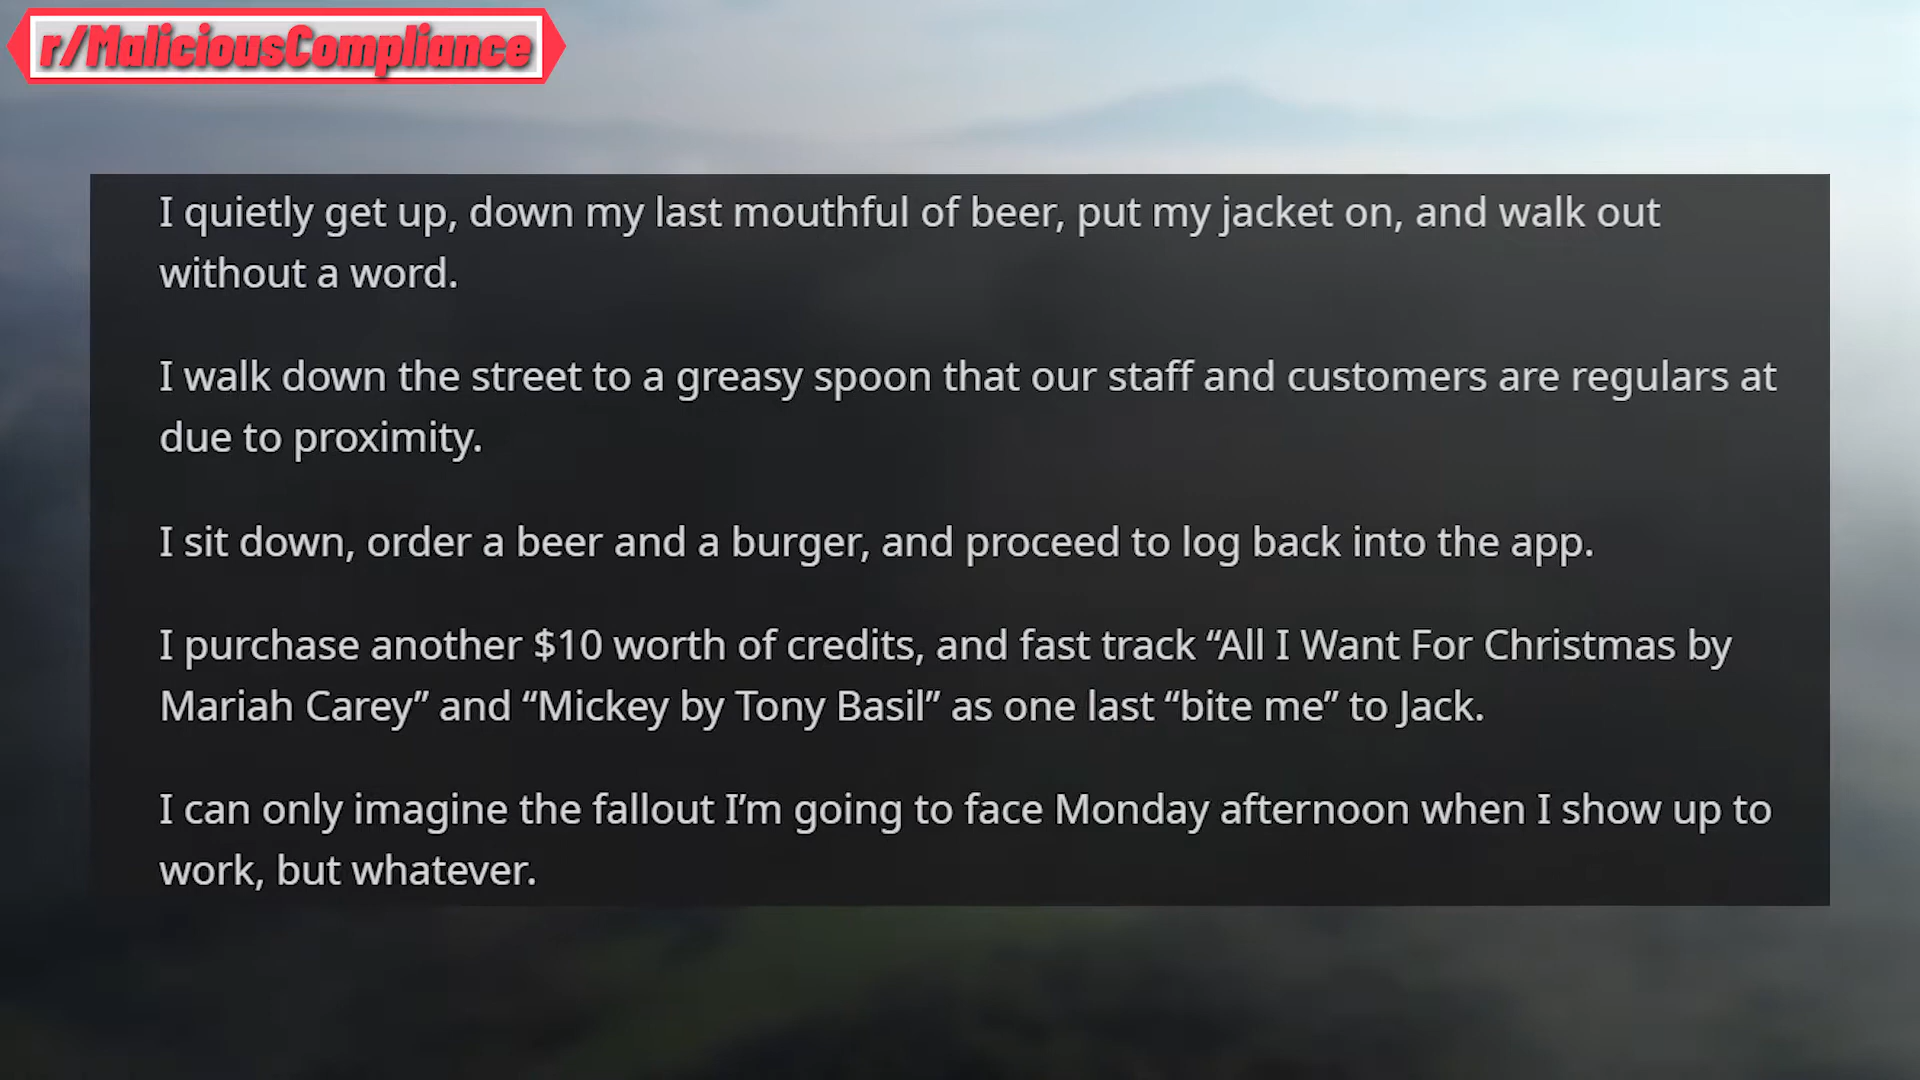 r/MaliciousCompliance
I quietly get up, down my last mouthful of beer, put my jacket on, and walk out
without a word.
I walk down the street to a greasy spoon that our staff and customers are regulars at
due to proximity.
I sit down, order a beer and a burger, and proceed to log back into the app.
I purchase another $10 worth of credits, and fast track “All I Want For Christmas by
Mariah Carey” and “Mickey by Tony Basil” as one last “bite me” to Jack.
I can only imagine the fallout I’m going to face Monday afternoon when I show up to
work, but whatever.